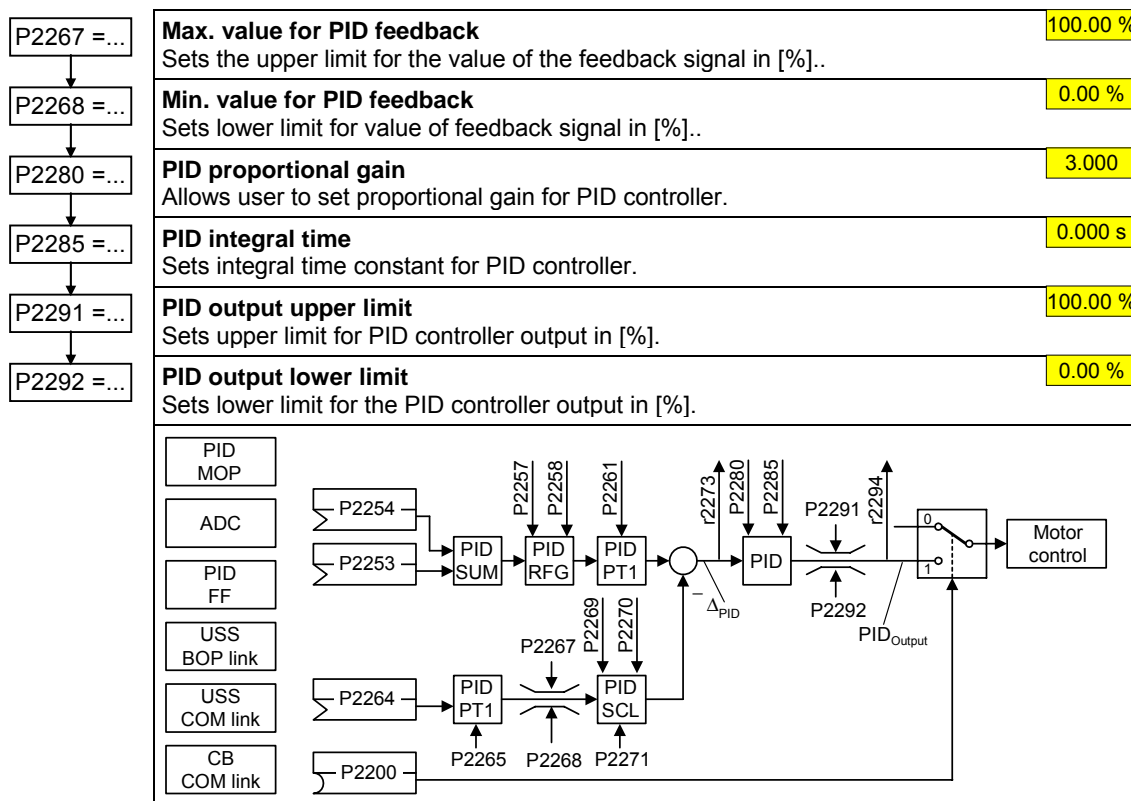 P2267 =...
Max. value for PID feedback
100.00 %
Sets the upper limit for the value of the feedback signal in [%]..
P2268 =...
Min. value for PID feedback
0.00 %
Sets lower limit for value of feedback signal in [%]..
P2280 =...
PID proportional gain
3.000
Allows user to set proportional gain for PID controller.
P2285 =...
PID integral time
0.000 s
Sets integral time constant for PID controller.
P2291 =...
PID output upper limit
100.00 %
Sets upper limit for PID controller output in [%].
P2292 =...
PID output lower limit
0.00 %
Sets lower limit for the PID controller output in [%].
PID
MOP
ADC
PID
FF
USS
BOP link
USS
COM link
CB
COM link
P2254
P2253
PID
SUM
P2257
P2258
PID
RFG
P2261
PID
PT1
r2273
P2280
P2285
PID
P2291
P2292
r2294
0
1
Motor
control
–
ΔPID
PIDOutput
P2264
PID
PT1
P2265
P2267
P2268
P2269
P2270
PID
SCL
P2271
P2200